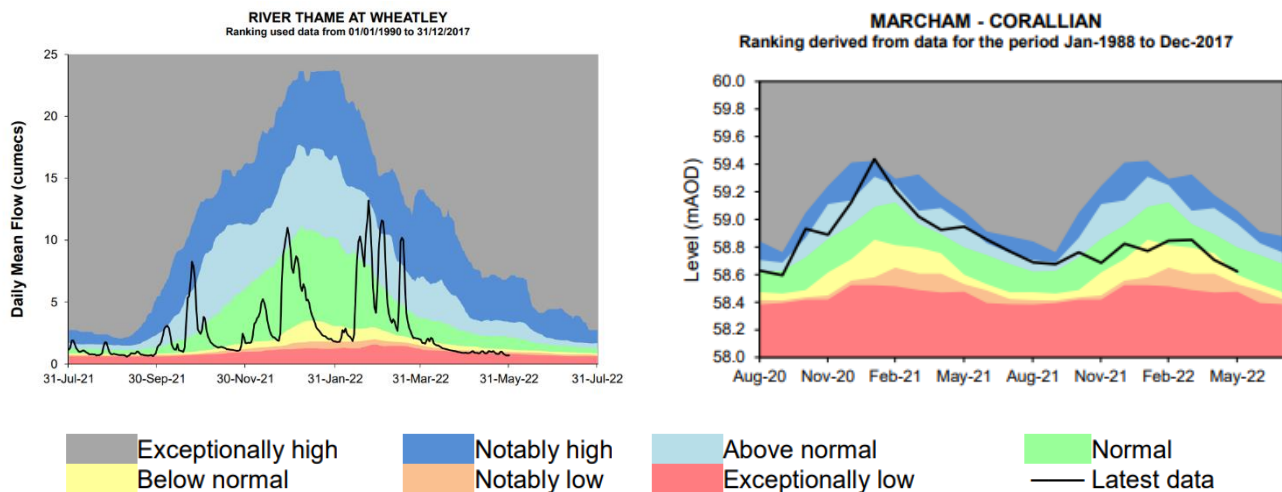 RIVER THAME AT WHEATLEY
Ranking used data from 01/01/1990 to 31/12/2017
25
20
15
10
5
0
Daily Mean Flow (cumecs)
31-Jul-21 30-Sep-21 30-Nov-21 31-Jan-22 31-Mar-22 31-May-22 31-Jul-22
MARCHAM - CORALLIAN
Ranking derived from data for the period Jan-1988 to Dec-2017
60.0
59.8
59.6
59.4
59.2
59.0
58.8
58.6
58.4
58.2
58.0
Level (mAOD)
Aug-20 Nov-20 Feb-21 May-21 Aug-21 Nov-21 Feb-22 May-22
Exceptionally high Notably high Above normal Normal
Below normal Notably low Exceptionally low Latest data